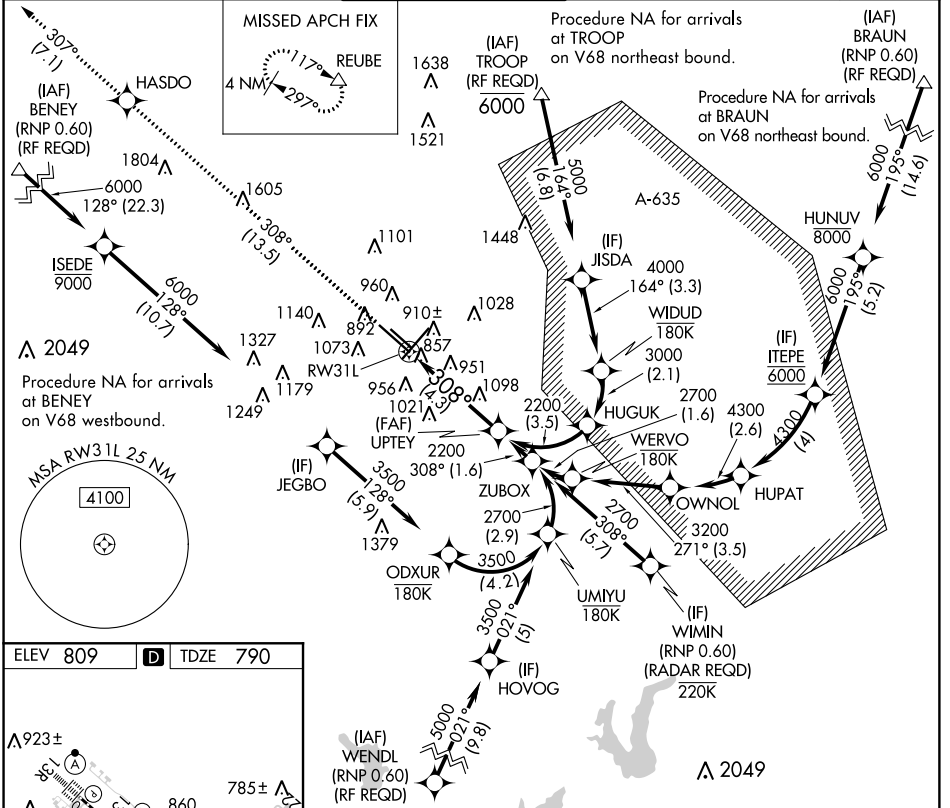 MISSED APCH FIX
117°
REUBE
4 NM
297°
Procedure NA for arrivals
at TROOP
on V68 northeast bound.
(IAF)
TROOP
(RF REQD)
6000
(IAF)
BRAUN
(RNP 0.60)
(RF REQD)
Procedure NA for arrivals
at BRAUN
on V68 northeast bound.
307°
(7.1)
HASDO
(IAF)
BENEY
(RNP 0.60)
(RF REQD)
1638
1521
1804
6000
128° (22.3)
1605
5000
164°
(6.8)
A-635
6000
195°
(14.6)
HUNUV
8000
308°
(13.5)
1101
1448
(IF)
JISDA
ISEDE
9000
6000
128°
(10.7)
960
4000
164° (3.3)
6000
195°
(5.2)
1140
892
910±
1028
WIDUD
180K
(IF)
ITEPE
6000
2049
1327
1073
857
RW31L
951
3000
(2.1)
1179
1249
956
308°
(4.3)
1098
1021
Procedure NA for arrivals
at BENEY
on V68 westbound.
2200
(3.5)
HUGUK
2700
(1.6)
4300
(2.6)
4300
(4)
(FAF)
UPTEY
2200
308° (1.6)
WERVO
180K
MSA RW31L 25 NM
4100
(IF)
JEGBO
3500
128°
(5.9)
ZUBOX
OWNOL
HUPAT
2700
(2.9)
2700
308°
(5.7)
3200
271° (3.5)
1379
ODXUR
180K
3500
(4.2)
UMIYU
180K
(IF)
WIMIN
(RNP 0.60)
(RADAR REQD)
220K
3500
021°
(5)
(IF)
HOVOG
5000
021°
(9.8)
(IAF)
WENDL
(RNP 0.60)
(RF REQD)
2049
ELEV 809
D
TDZE 790
923±
A
13R
P
785±
860